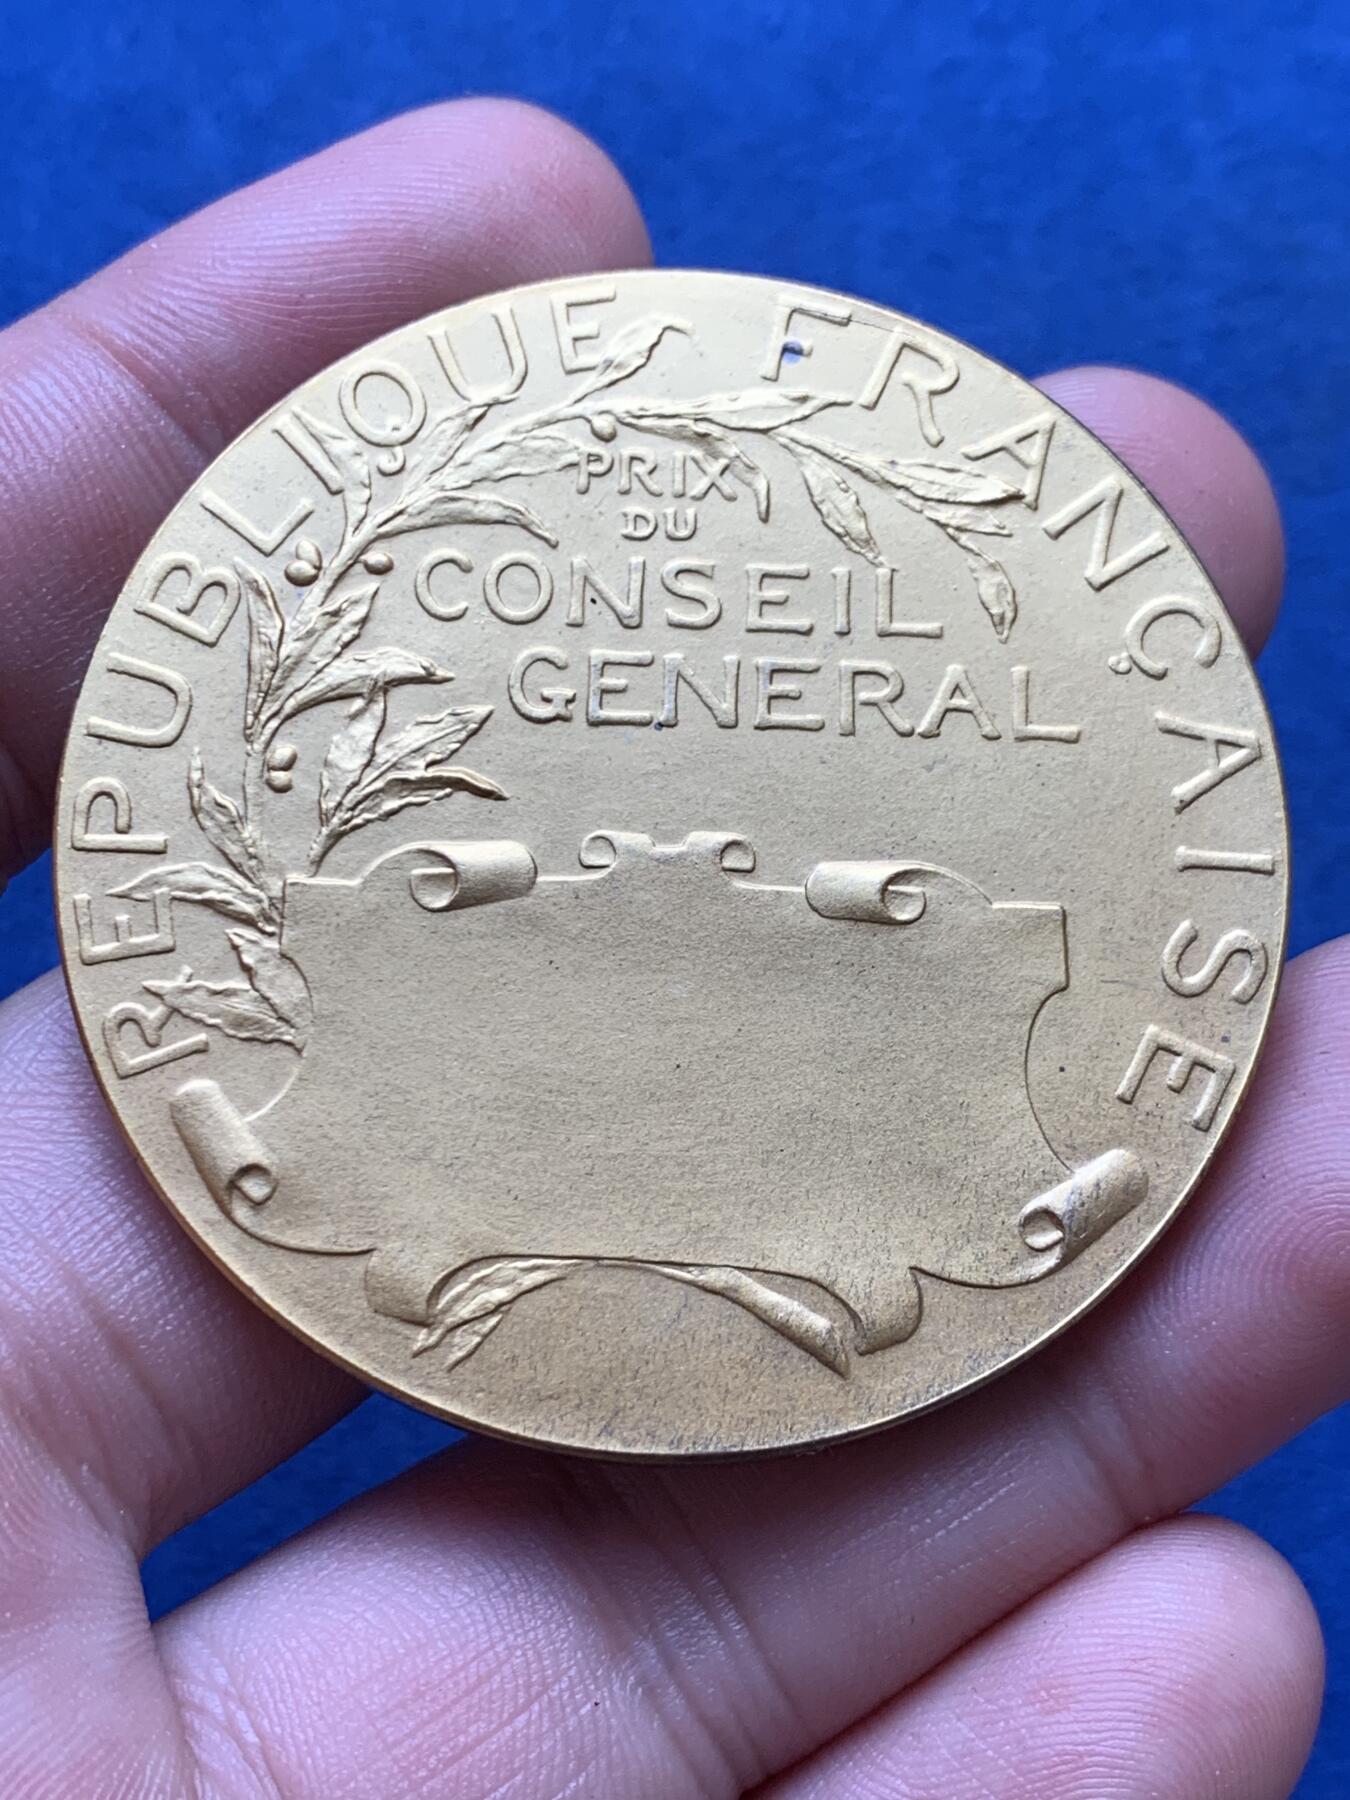 REPUBLIQUE FRANÇAISE
PRIX
DU
CONSEIL
GENERAL